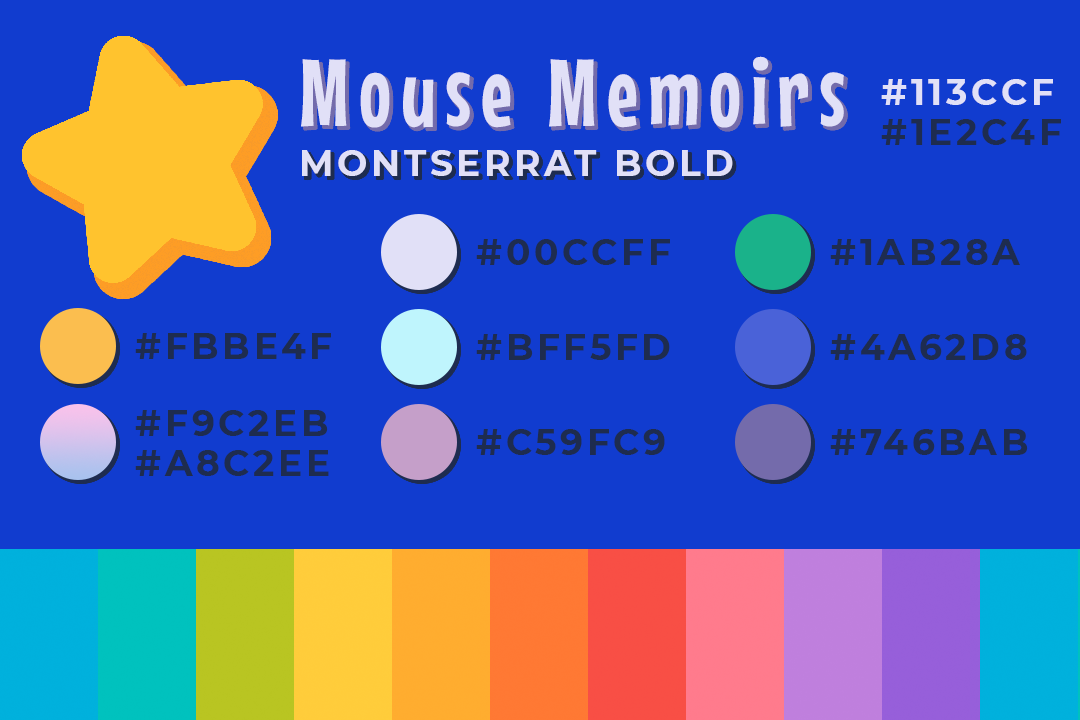 Mouse Memoirs
MONTSERRAT BOLD
#113CCF
#1E2C4F
#00CCFF
#1AB28A
#FBBE4F
#BFF5FD
#4A62D8
#F9C2EB
#A8C2EE
#C59FC9
#746BAB